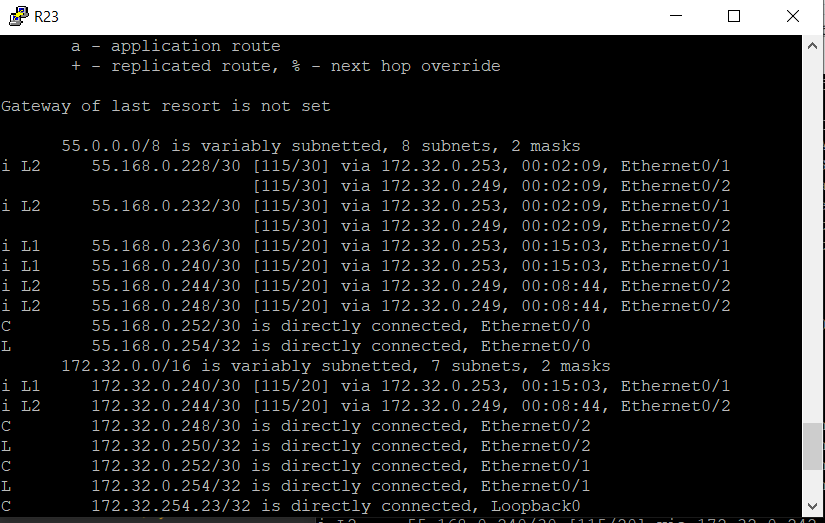 R23
a - application route
+ - replicated route, % - next hop override
Gateway of last resort is not set
55.0.0.0/8 is variably subnetted, 8 subnets, 2 masks
i L2 55.168.0.228/30 [115/30] via 172.32.0.253, 00:02:09, Ethernet0/1
[115/30] via 172.32.0.249, 00:02:09, Ethernet0/2
i L2 55.168.0.232/30 [115/30] via 172.32.0.253, 00:02:09, Ethernet0/1
[115/30] via 172.32.0.249, 00:02:09, Ethernet0/2
i L1 55.168.0.236/30 [115/20] via 172.32.0.253, 00:15:03, Ethernet0/1
i L1 55.168.0.240/30 [115/20] via 172.32.0.253, 00:15:03, Ethernet0/1
i L2 55.168.0.244/30 [115/20] via 172.32.0.249, 00:08:44, Ethernet0/2
i L2 55.168.0.248/30 [115/20] via 172.32.0.249, 00:08:44, Ethernet0/2
C 55.168.0.252/30 is directly connected, Ethernet0/0
L 55.168.0.254/32 is directly connected, Ethernet0/0
172.32.0.0/16 is variably subnetted, 7 subnets, 2 masks
i L1 172.32.0.240/30 [115/20] via 172.32.0.253, 00:15:03, Ethernet0/1
i L2 172.32.0.244/30 [115/20] via 172.32.0.249, 00:08:44, Ethernet0/2
C 172.32.0.248/30 is directly connected, Ethernet0/2
L 172.32.0.250/32 is directly connected, Ethernet0/2
C 172.32.0.252/30 is directly connected, Ethernet0/1
L 172.32.0.254/32 is directly connected, Ethernet0/1
C 172.32.254.23/32 is directly connected, Loopback0